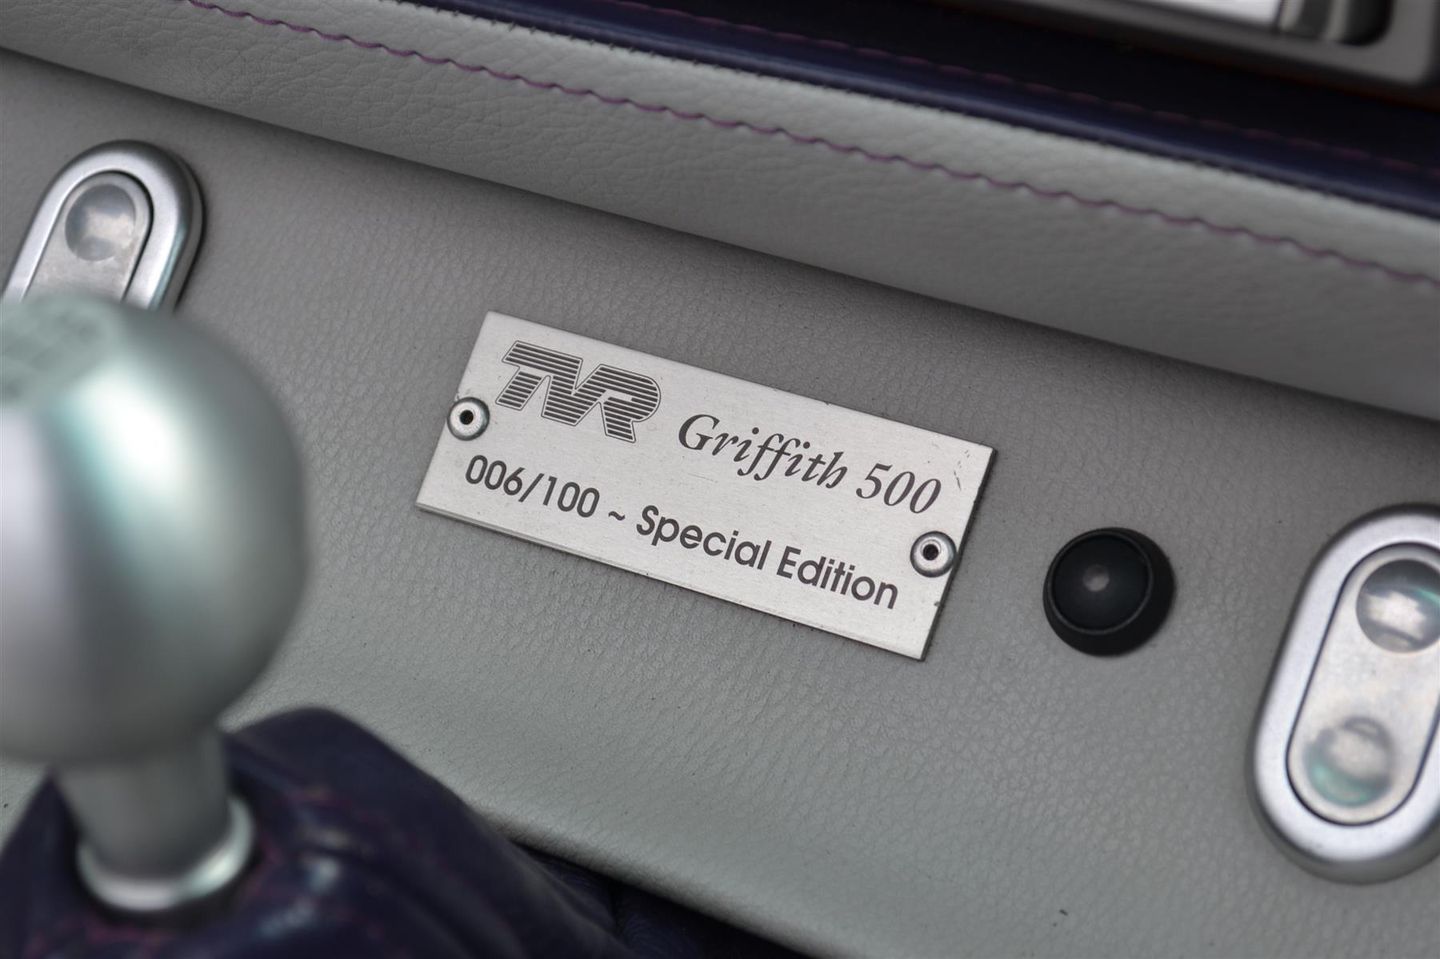 TVR Griffith 500
006/100 ~ Special Edition